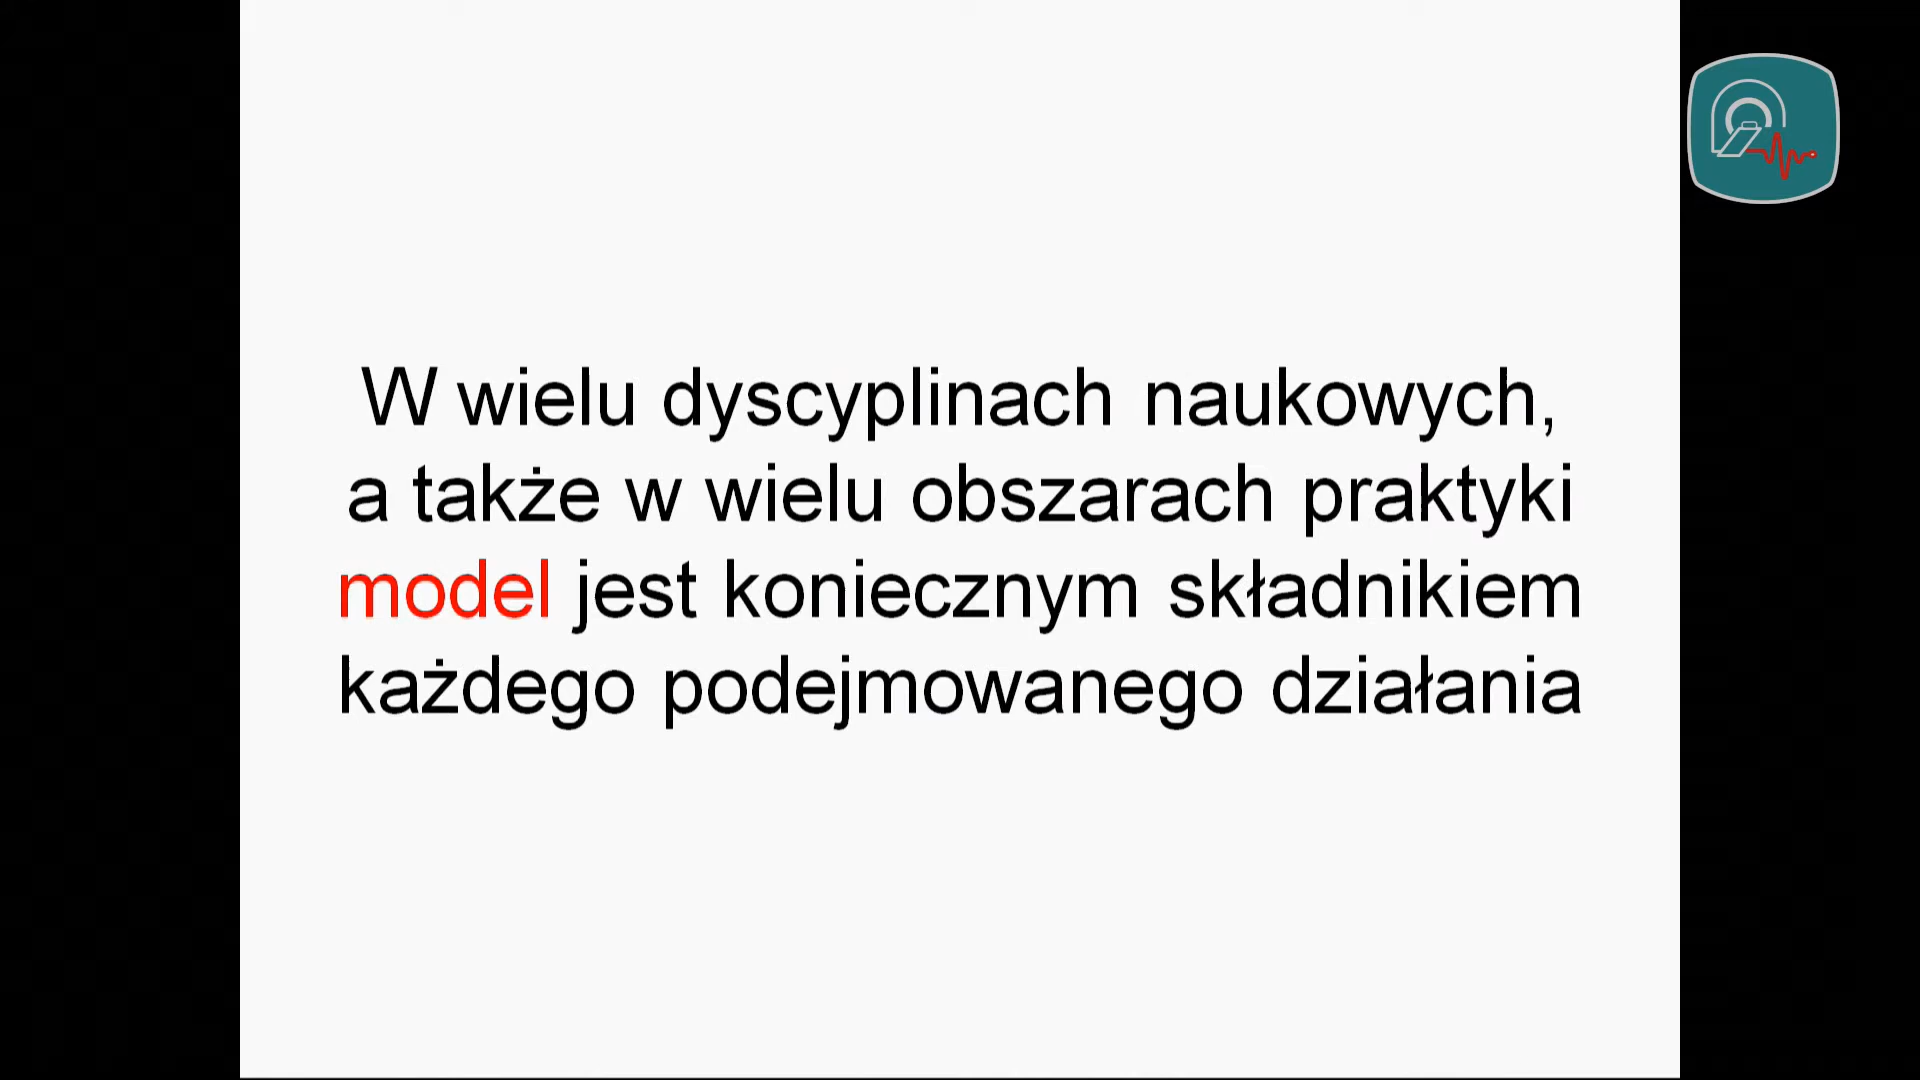 W wielu dyscyplinach naukowych,
a także w wielu obszarach praktyki
model jest koniecznym składnikiem
każdego podejmowanego działania